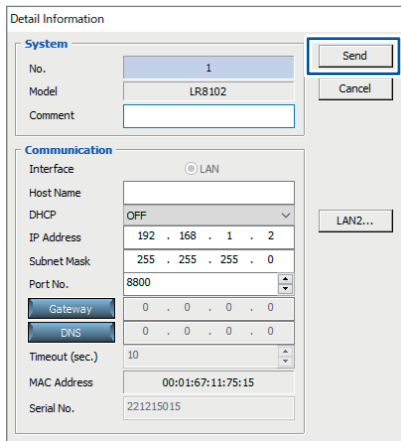 Detail Information
System
No. 1
Model LR8102
Comment
Send
Cancel
Communication
Interface LAN
Host Name
DHCP OFF
LAN2...
IP Address 192 . 168 . 1 . 2
Subnet Mask 255 . 255 . 255 . 0
Port No. 8800
Gateway 0 . 0 . 0 . 0
DNS 0 . 0 . 0 . 0
Timeout (sec.) 10
MAC Address 00:01:67:11:75:15
Serial No. 221215015